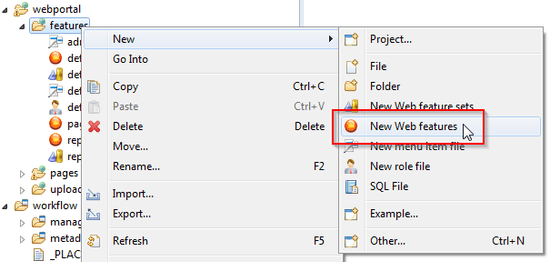 webportal
features
adm
def
def
def
def
pag
rep
rep
pages
upload
workflow
manag
metad
_PLAC
New
Go Into
Copy Ctrl+C
Paste Ctrl+V
Delete Delete
Move...
Rename... F2
Import...
Export...
Refresh F5
Project...
File
Folder
New Web feature sets
New Web features
New menu item file
New role file
SQL File
Example...
Other... Ctrl+N